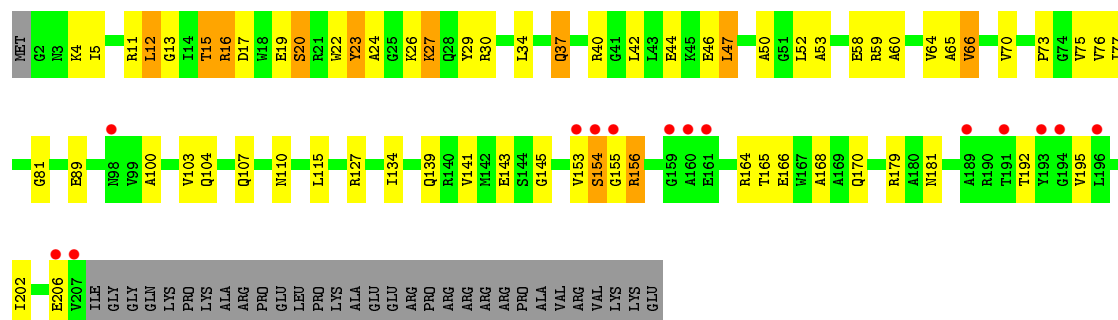 MET G2 N3 K4 I5 R11 L12 G13 I14 T15 R16 D17 W18 E19 S20 R21 W22 Y23 A24 G25 K26 K27 Q28 Y29 R30 L34 Q37 R40 G41 L42 L43 E44 K45 E46 L47 A50 G51 L52 A53 E58 R59 A60 V64 A65 V66 V70 P73 G74 V75 V76 I77
G81 E89 N98 V99 A100 V103 Q104 Q107 N110 L115 R127 I134 Q139 R140 V141 M142 E143 S144 G145 V153 S154 G155 R156 G159 A160 E161 R164 T165 E166 W167 A168 A169 Q170 R179 A180 N181 A189 R190 T191 T192 Y193 G194 V195 L196
I202 E206 V207 ILE GLY GLY GLN LYS PRO LYS ALA ARG PRO GLU LEU PRO LYS ALA GLU GLU ARG PRO ARG ARG ARG ARG PRO ALA VAL ARG VAL LYS LYS GLU